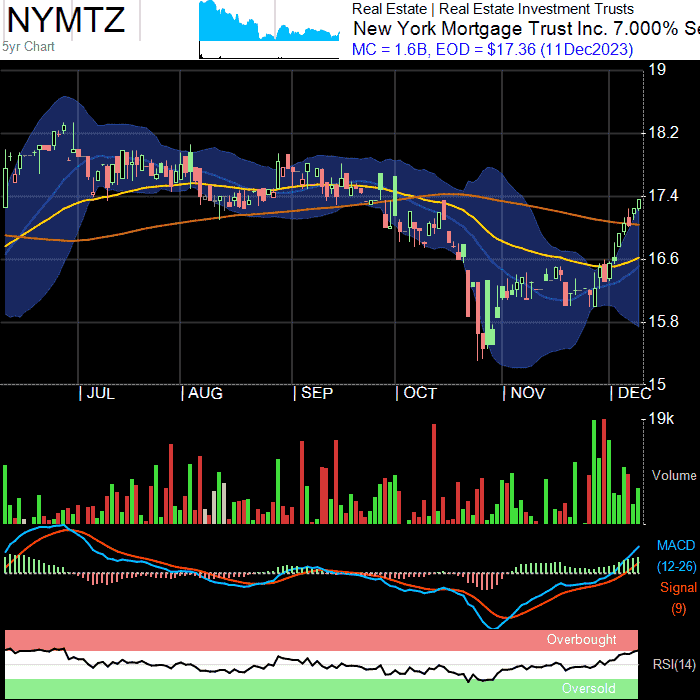 NYMTZ
5yr Chart
Real Estate | Real Estate Investment Trusts
New York Mortgage Trust Inc. 7.000% Se
MC = 1.6B, EOD = $17.36 (11Dec2023)
19
18.2
17.4
16.6
15.8
15
| JUL | AUG | SEP | OCT | NOV | DEC
19k
Volume
MACD
(12-26)
Signal
(9)
Overbought
RSI(14)
Oversold